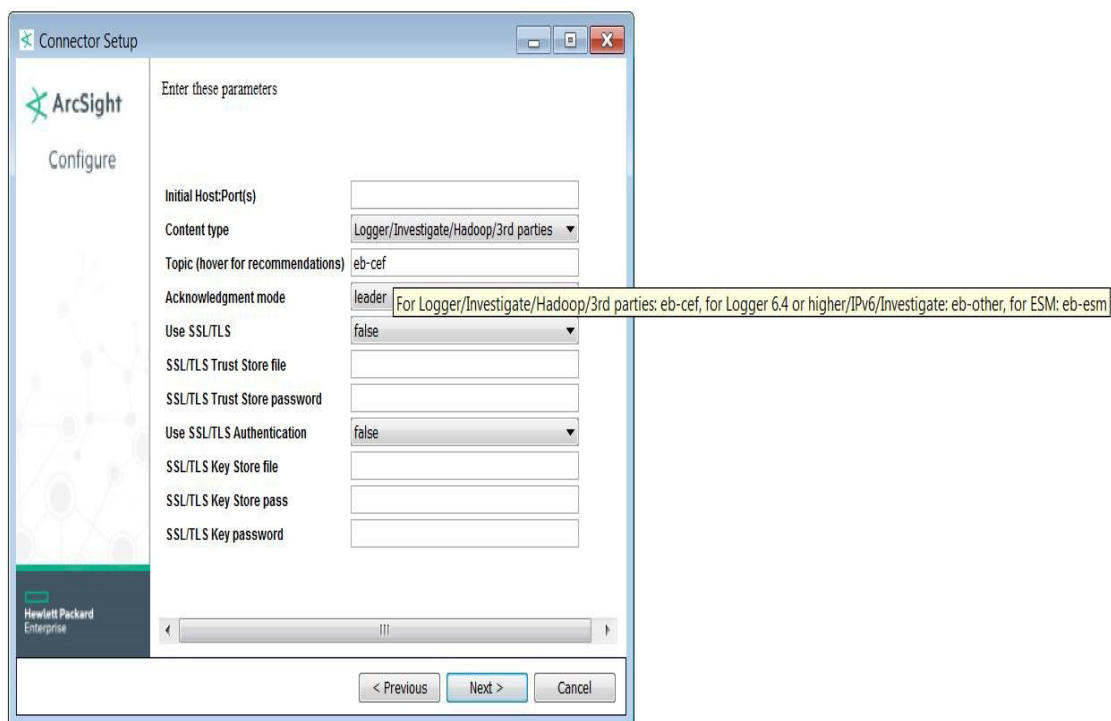 Connector Setup
ArcSight
Configure
Enter these parameters
Initial Host:Port(s)
Content type Logger/Investigate/Hadoop/3rd parties
Topic (hover for recommendations) eb-cef
Acknowledgment mode leader
For Logger/Investigate/Hadoop/3rd parties: eb-cef, for Logger 6.4 or higher/IPv6/Investigate: eb-other, for ESM: eb-esm
Use SSL/TLS false
SSL/TLS Trust Store file
SSL/TLS Trust Store password
Use SSL/TLS Authentication false
SSL/TLS Key Store file
SSL/TLS Key Store pass
SSL/TLS Key password
Hewlett Packard
Enterprise
< Previous Next > Cancel